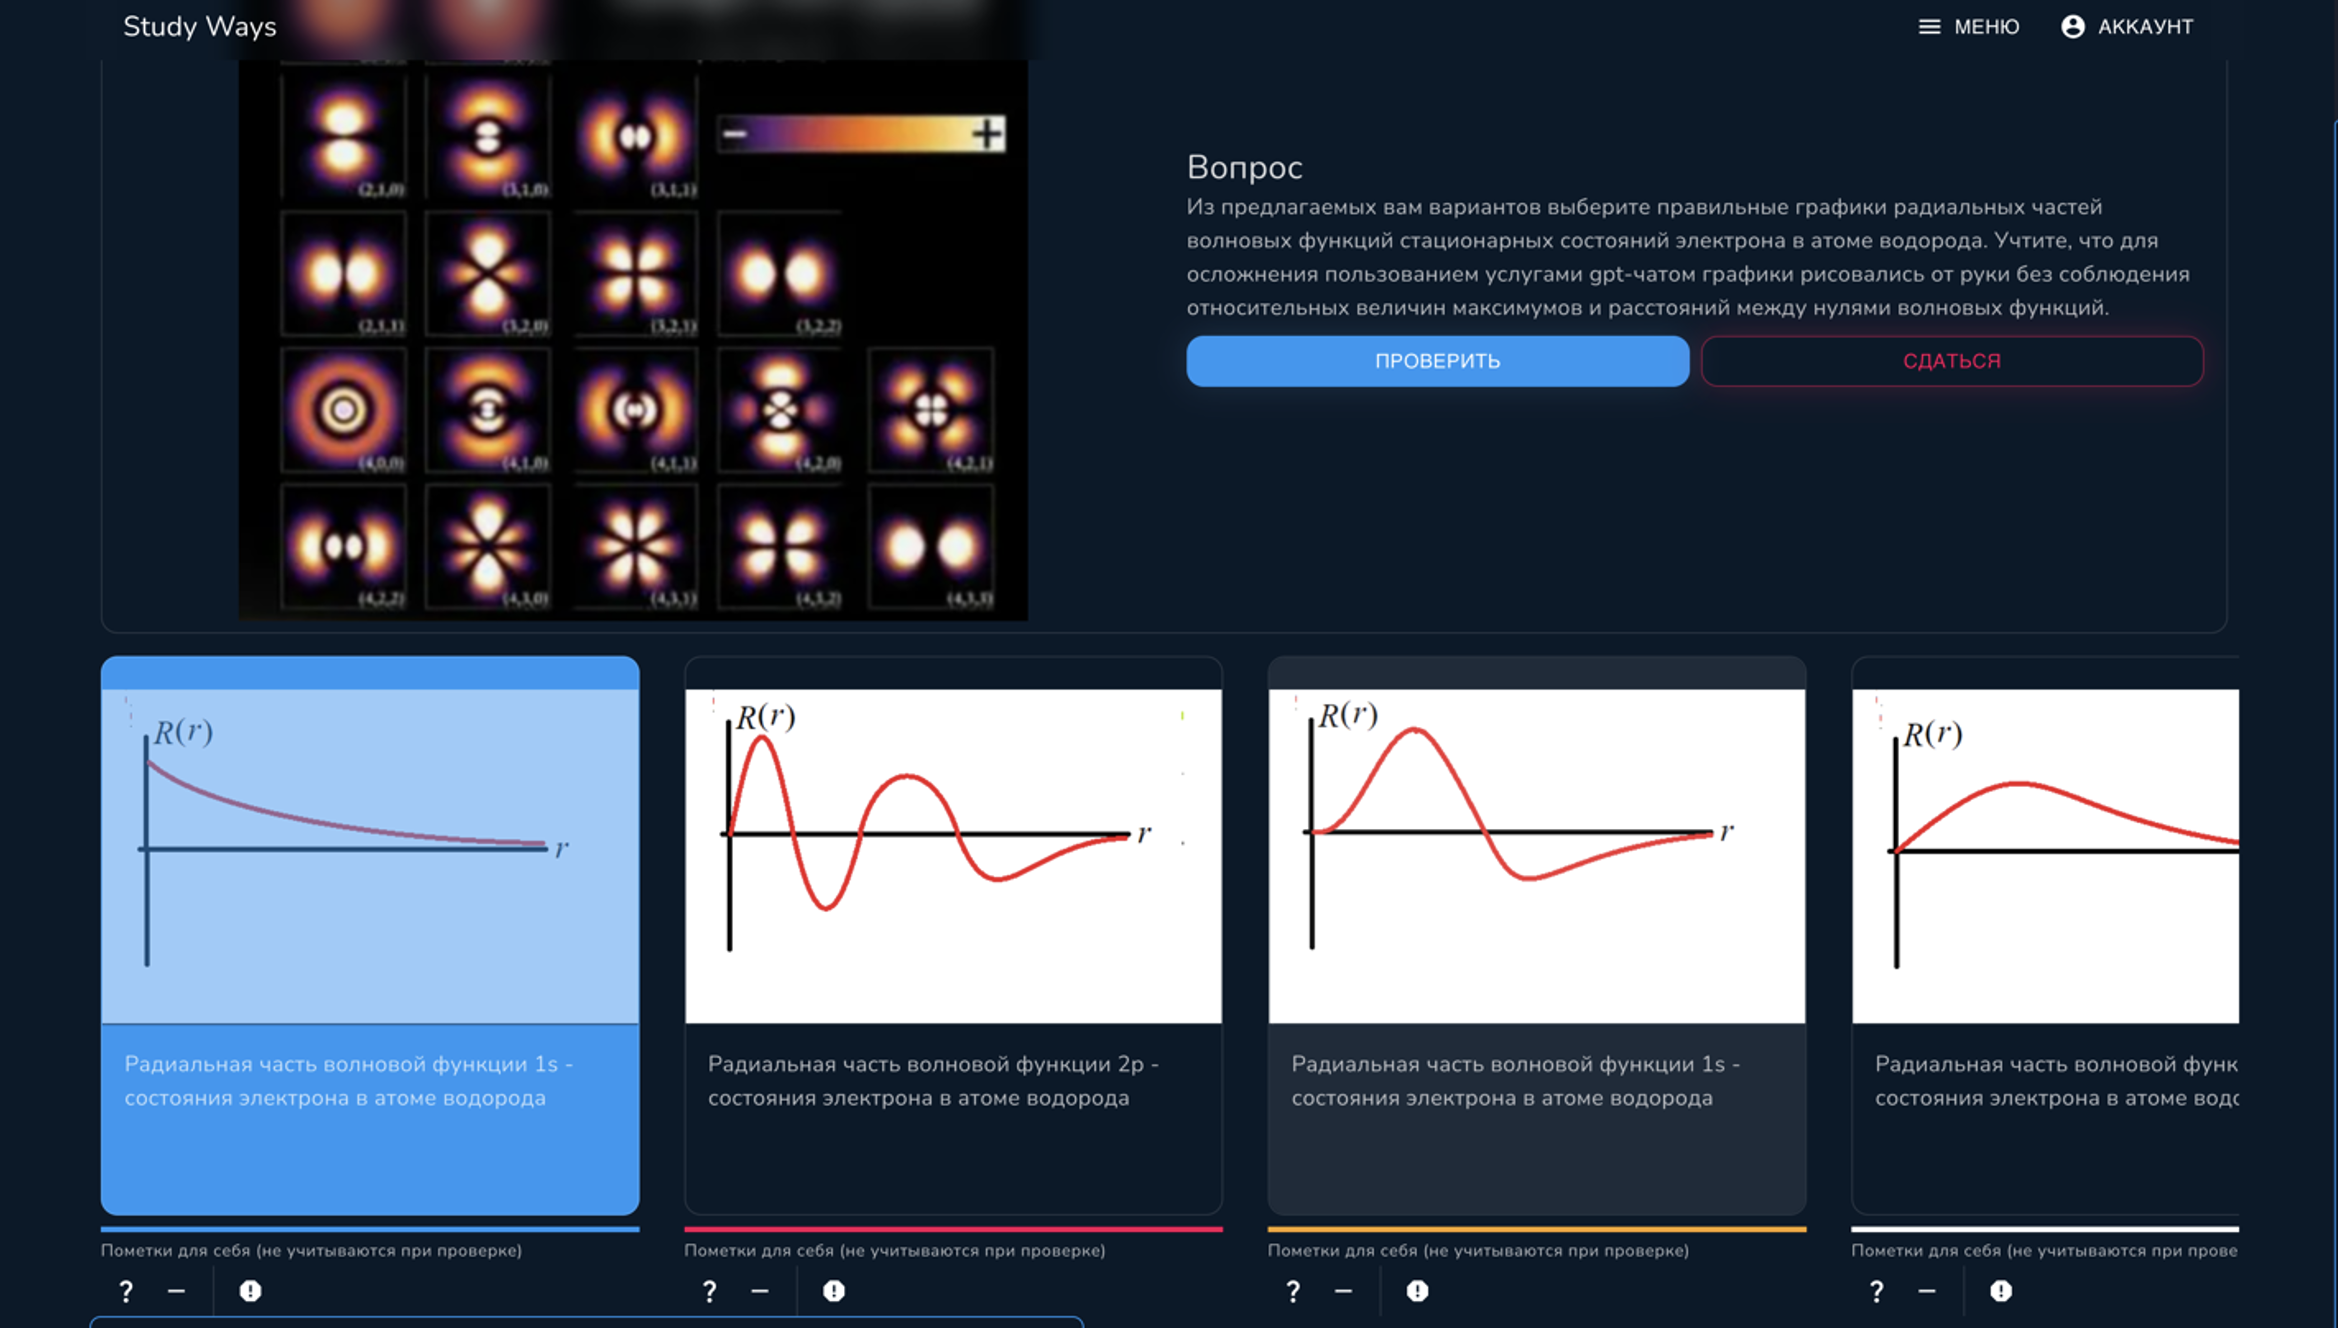 Study Ways
МЕНЮ
АККАУНТ
(2,1,0)
(3,1,0)
(3,1,1)
−
+
(2,1,1)
(3,2,0)
(3,2,1)
(3,2,2)
(4,0,0)
(4,1,0)
(4,1,1)
(4,2,0)
(4,2,1)
(4,2,2)
(4,3,0)
(4,3,1)
(4,3,2)
(4,3,3)
Вопрос
Из предлагаемых вам вариантов выберите правильные графики радиальных частей
волновых функций стационарных состояний электрона в атоме водорода. Учтите, что для
осложнения пользованием услугами gpt-чатом графики рисовались от руки без соблюдения
относительных величин максимумов и расстояний между нулями волновых функций.
ПРОВЕРИТЬ
СДАТЬСЯ
R(r)
r
Радиальная часть волновой функции 1s -
состояния электрона в атоме водорода
Пометки для себя (не учитываются при проверке)
? −
R(r)
r
Радиальная часть волновой функции 2p -
состояния электрона в атоме водорода
Пометки для себя (не учитываются при проверке)
? −
R(r)
r
Радиальная часть волновой функции 1s -
состояния электрона в атоме водорода
Пометки для себя (не учитываются при проверке)
? −
R(r)
Радиальная часть волновой функ
состояния электрона в атоме водо
Пометки для себя (не учитываются при прове
? −